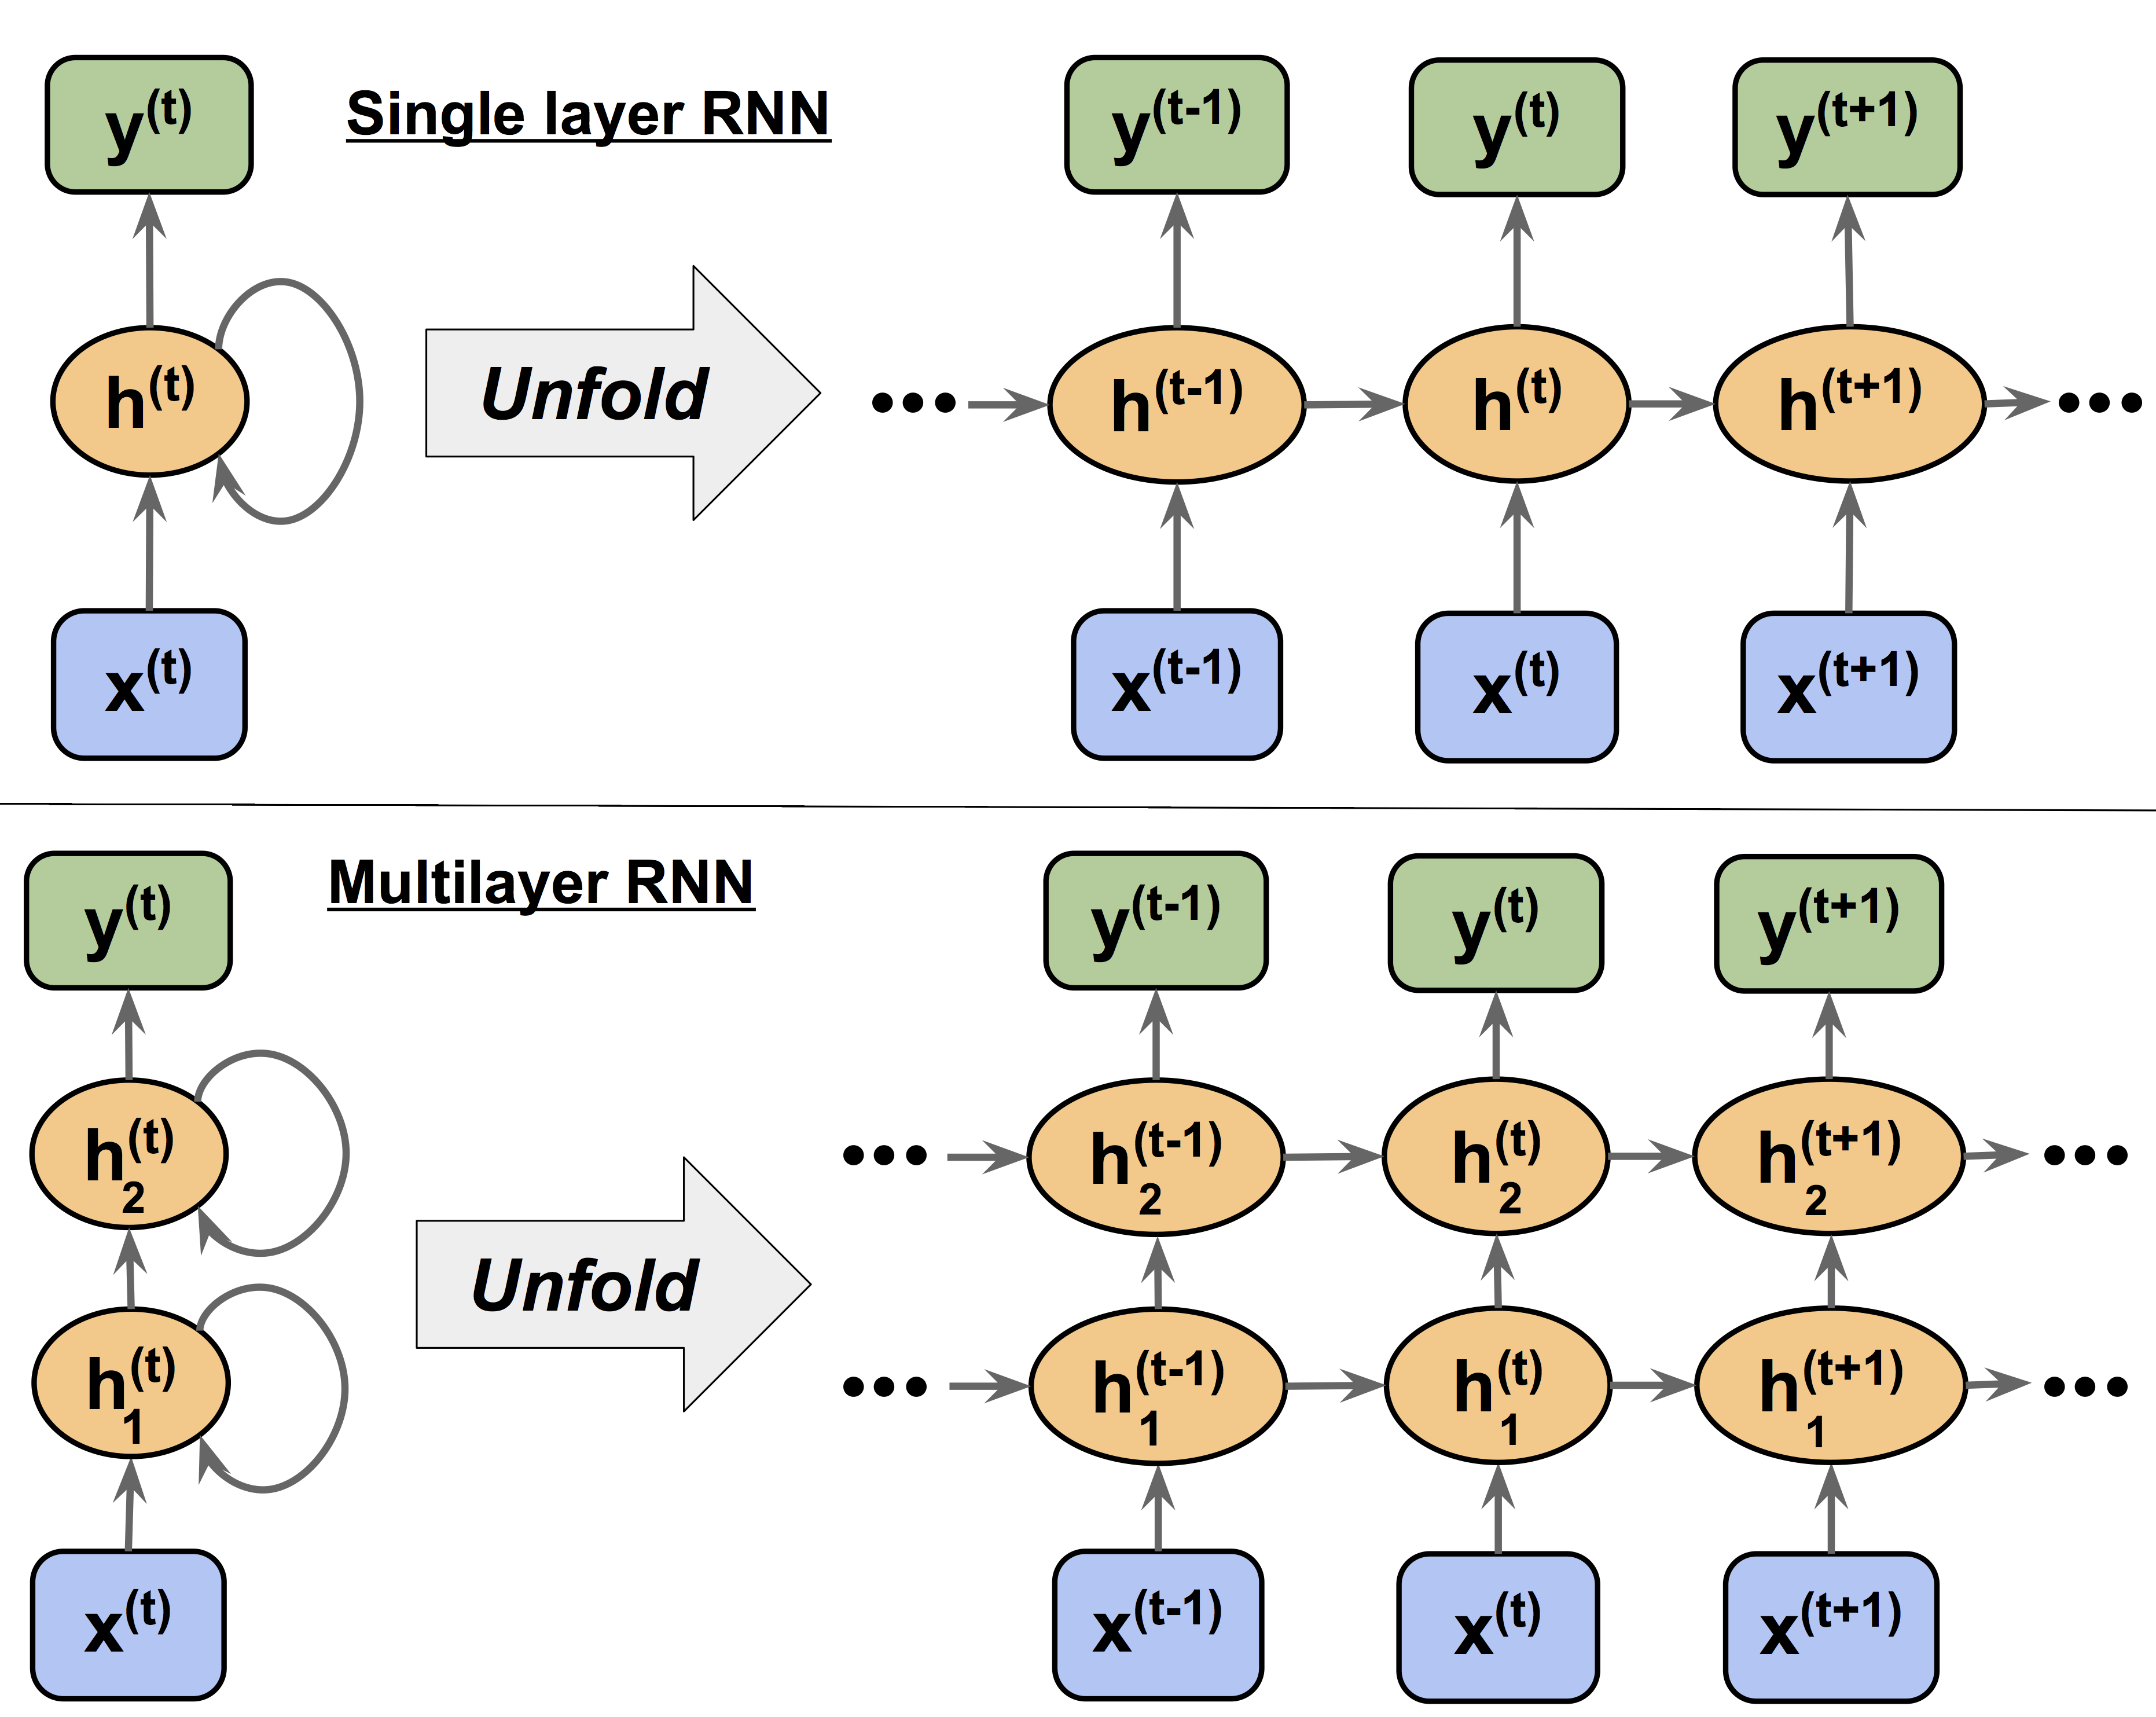 y(t) Single layer RNN y(t-1) y(t) y(t+1)
h(t) Unfold ••• h(t-1) h(t) h(t+1) •••
x(t) x(t-1) x(t) x(t+1)
y(t) Multilayer RNN y(t-1) y(t) y(t+1)
h2(t) ••• h2(t-1) h2(t) h2(t+1) •••
Unfold
h1(t) ••• h1(t-1) h1(t) h1(t+1) •••
x(t) x(t-1) x(t) x(t+1)